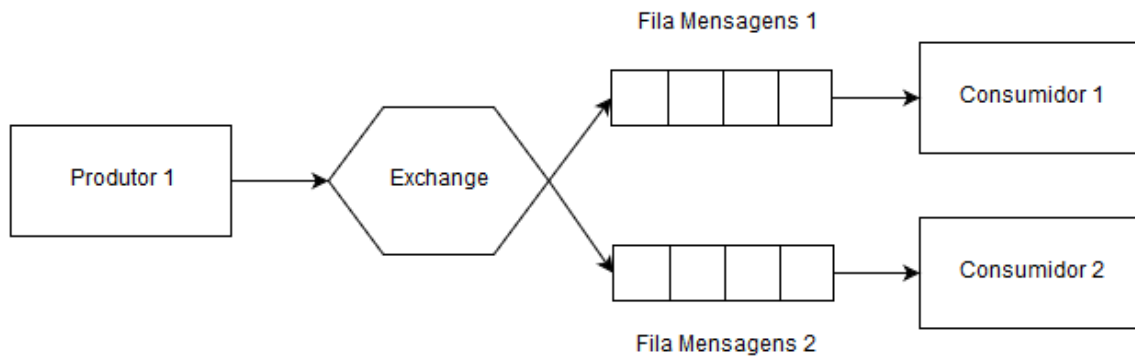 Fila Mensagens 1
Consumidor 1
Produtor 1
Exchange
Consumidor 2
Fila Mensagens 2